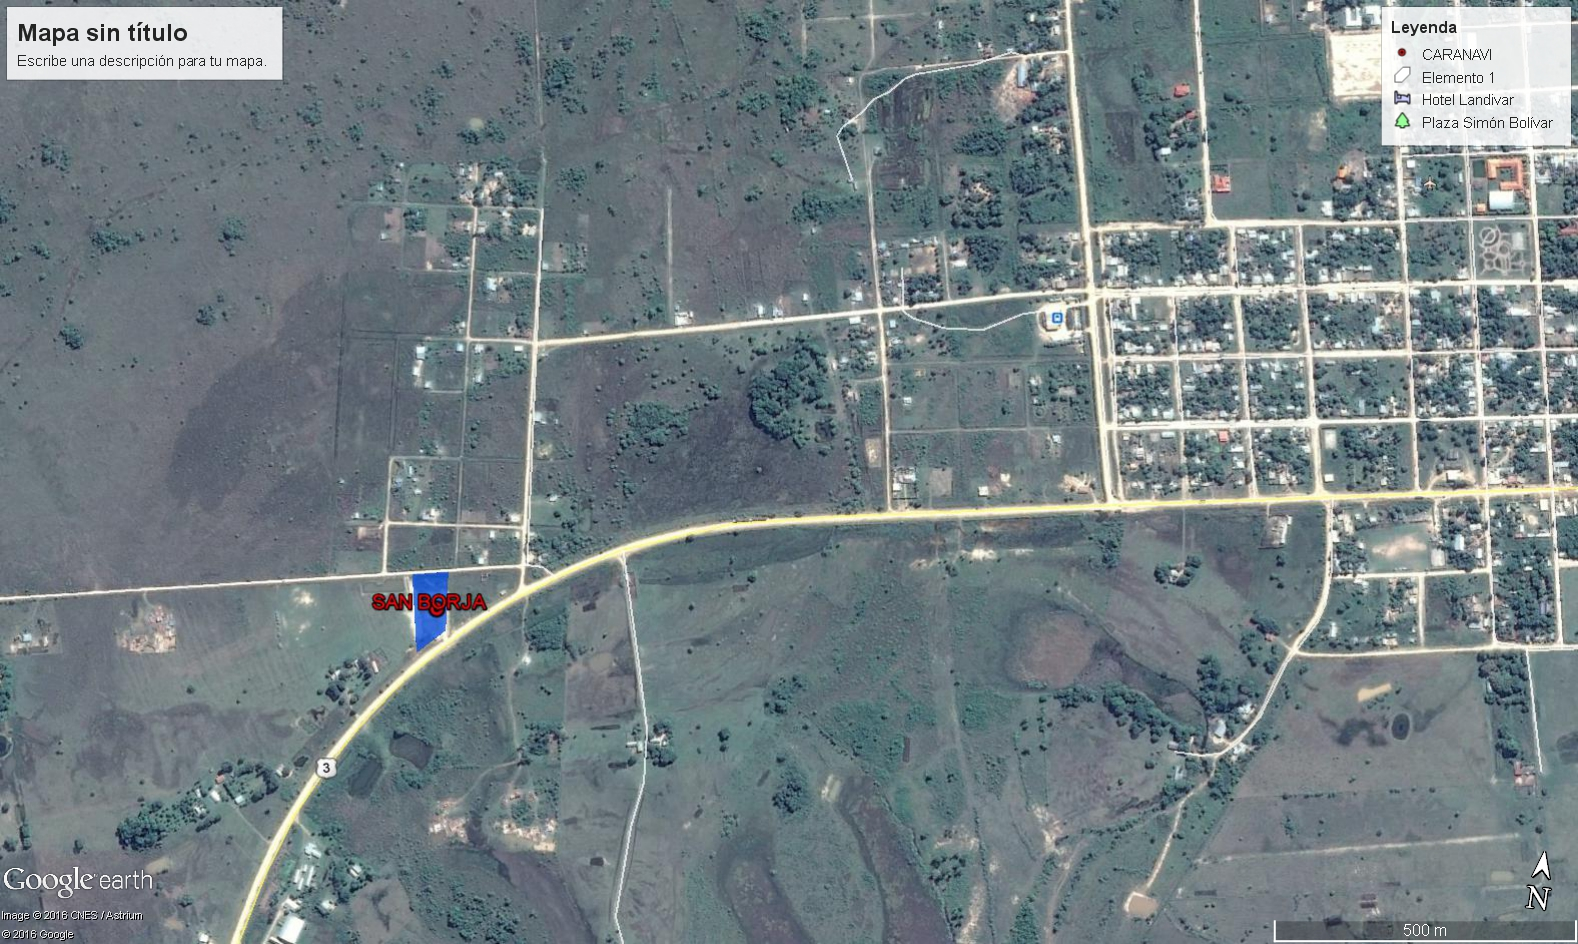 Mapa sin título
Escribe una descripción para tu mapa.
Leyenda
CARANAVI
Elemento 1
Hotel Landivar
Plaza Simón Bolívar
SAN BORJA
3
Google earth
Image © 2016 CNES / Astrium
© 2016 Google
N
500 m